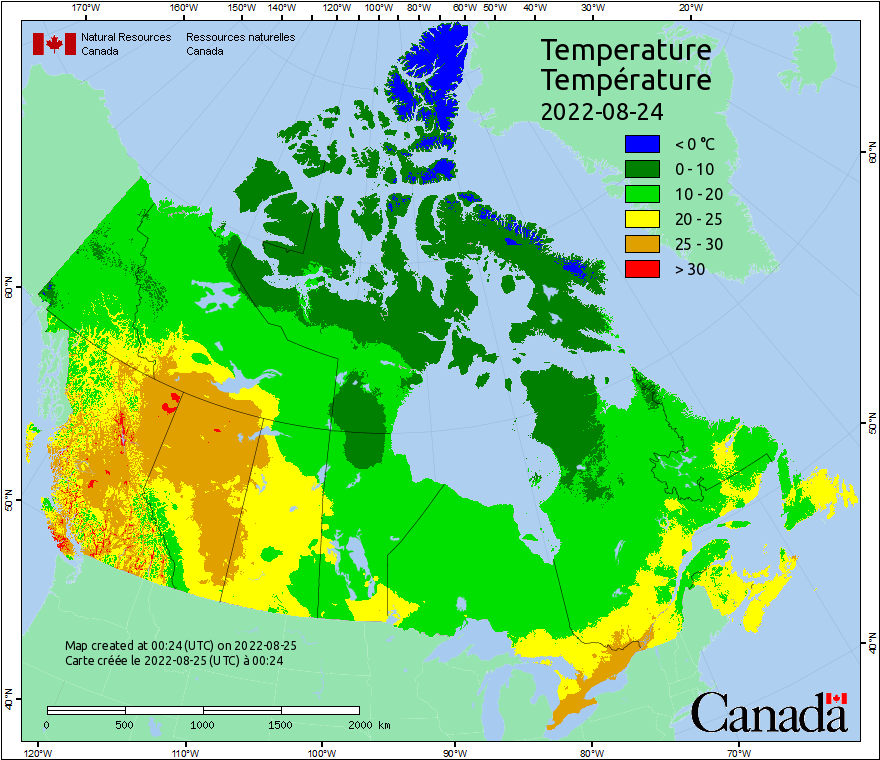 170°W 160°W 150°W 140°W 130°W 120°W 110°W 100°W 80°W 60°W 50°W 40°W 30°W 20°W
Natural Resources Canada
Ressources naturelles Canada
Temperature
Température
2022-08-24
< 0 °C
0 - 10
10 - 20
20 - 25
25 - 30
> 30
60°N
50°N
40°N
60°N
50°N
40°N
Map created at 00:24 (UTC) on 2022-08-25
Carte créée le 2022-08-25 (UTC) à 00:24
0 500 1000 1500 2000 km
Canada
120°W 110°W 100°W 90°W 80°W 70°W